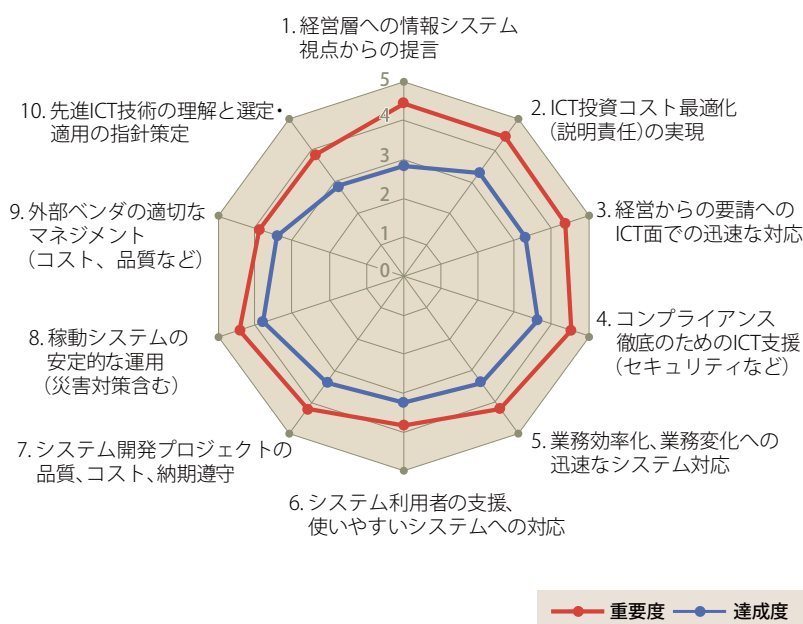 1. 経営層への情報システム
視点からの提言
2. ICT投資コスト最適化
(説明責任)の実現
3. 経営からの要請への
ICT面での迅速な対応
4. コンプライアンス
徹底のためのICT支援
(セキュリティなど)
5. 業務効率化、業務変化への
迅速なシステム対応
6. システム利用者の支援、
使いやすいシステムへの対応
7. システム開発プロジェクトの
品質、コスト、納期遵守
8. 稼動システムの
安定的な運用
(災害対策含む)
9. 外部ベンダの適切な
マネジメント
(コスト、品質など)
10. 先進ICT技術の理解と選定・
適用の指針策定
5
4
3
2
1
0
重要度 達成度